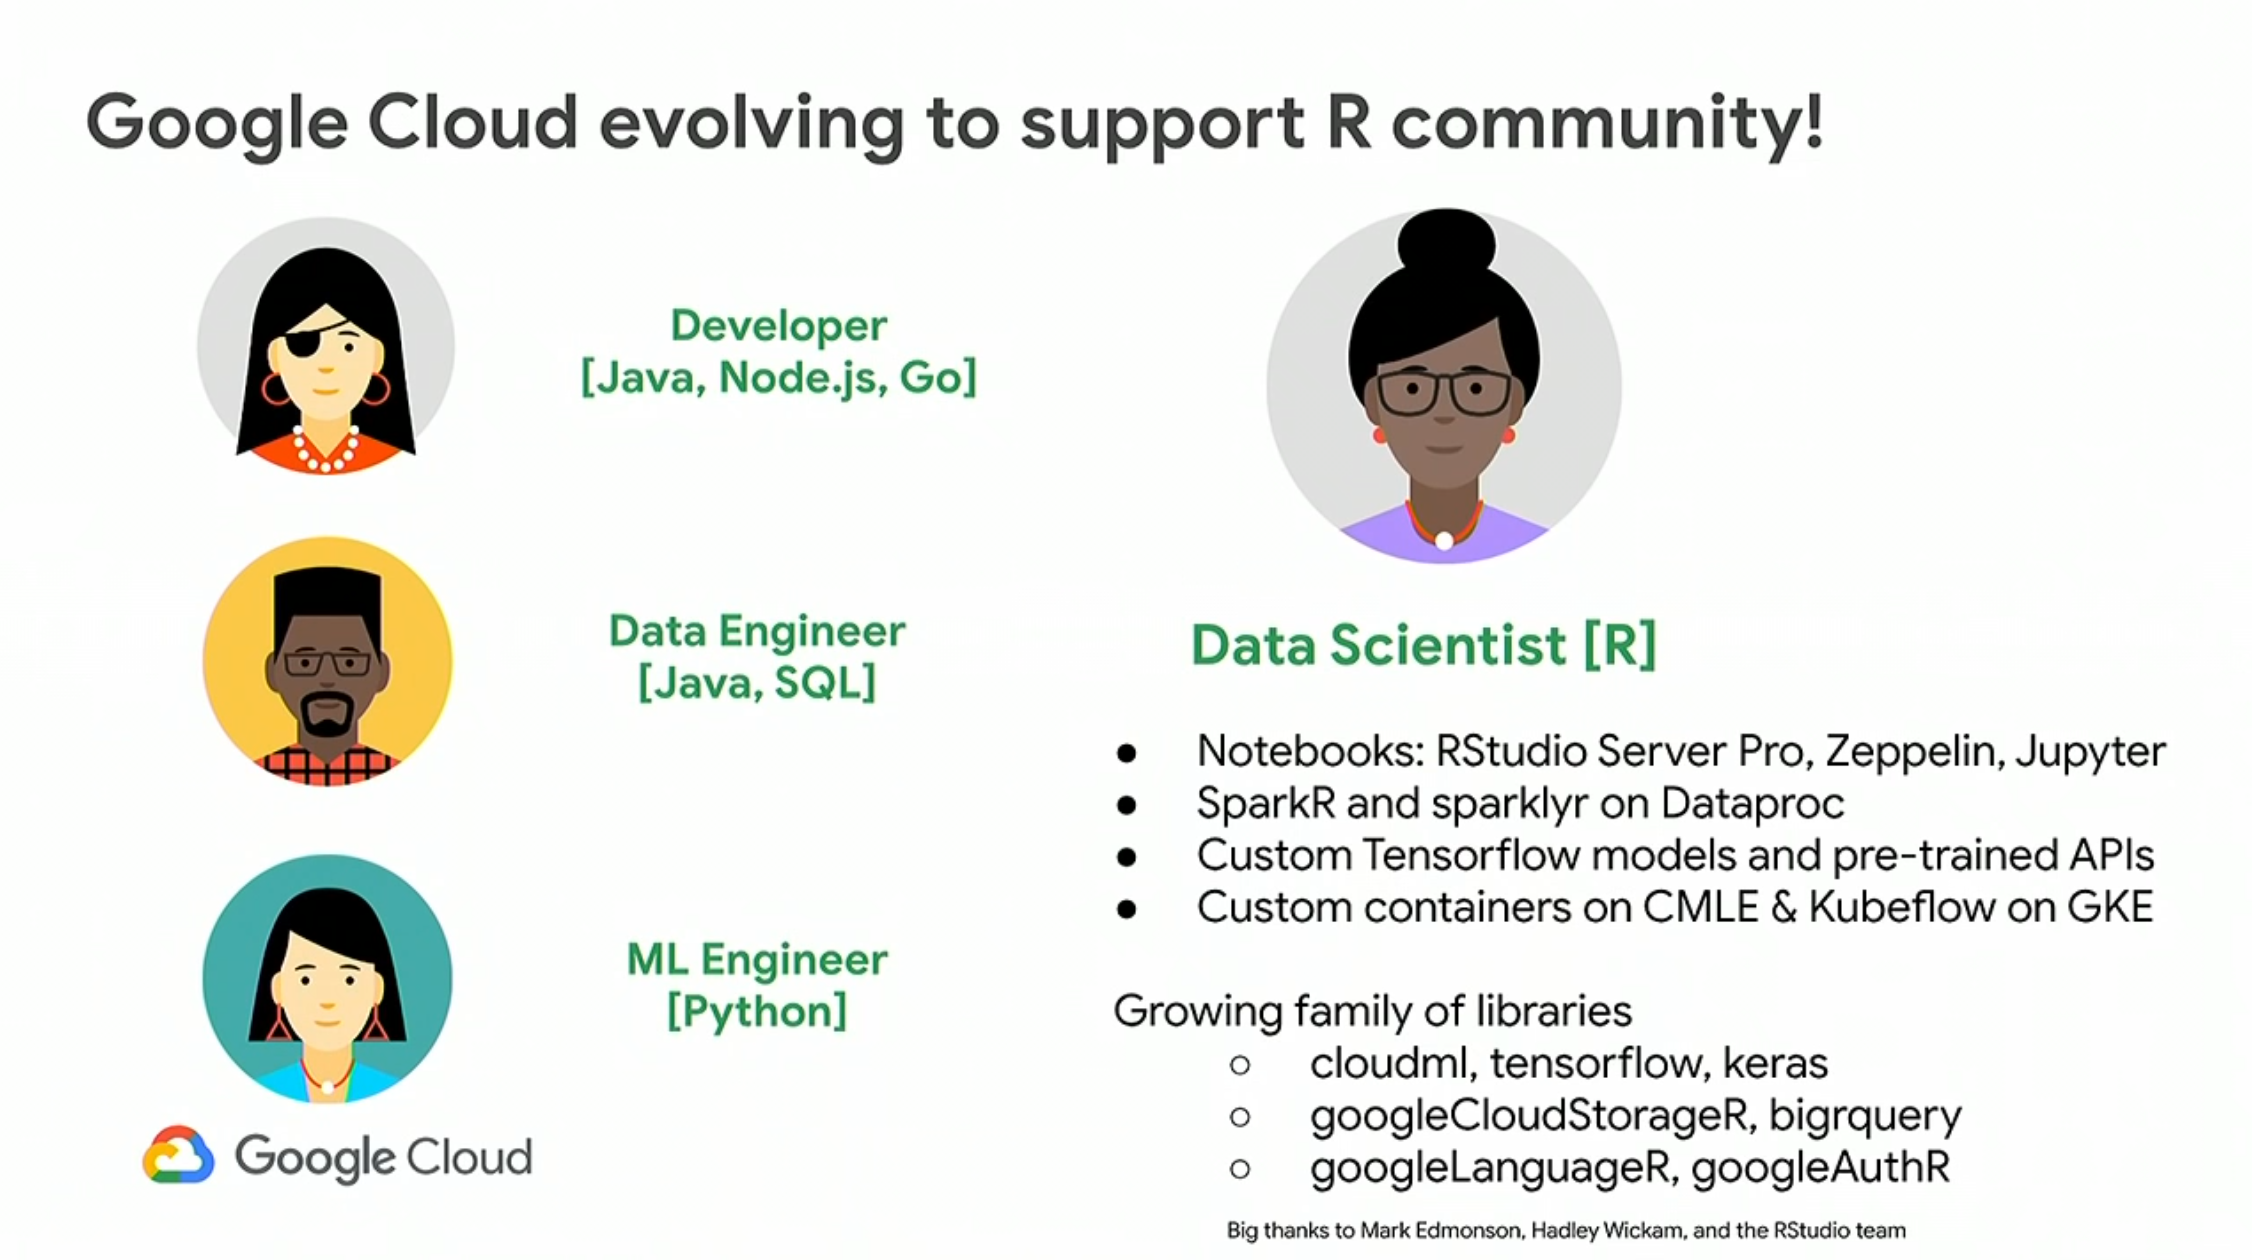 Google Cloud evolving to support R community!
Developer
[Java, Node.js, Go]
Data Engineer
[Java, SQL]
ML Engineer
[Python]
Google Cloud
Data Scientist [R]
● Notebooks: RStudio Server Pro, Zeppelin, Jupyter
● SparkR and sparklyr on Dataproc
● Custom Tensorflow models and pre-trained APIs
● Custom containers on CMLE & Kubeflow on GKE
Growing family of libraries
○ cloudml, tensorflow, keras
○ googleCloudStorageR, bigrquery
○ googleLanguageR, googleAuthR
Big thanks to Mark Edmonson, Hadley Wickam, and the RStudio team